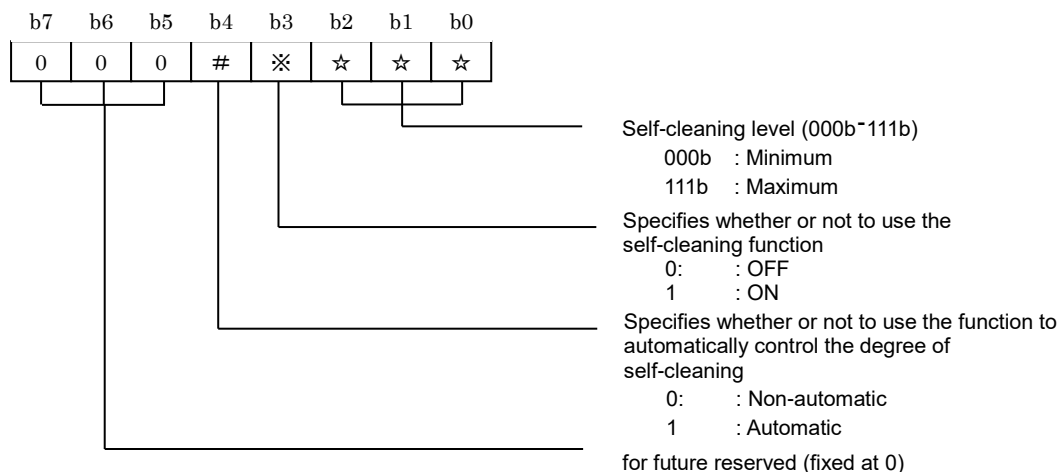 b7 b6 b5 b4 b3 b2 b1 b0
0 0 0 # ※ ☆ ☆ ☆
Self-cleaning level (000b-111b)
000b : Minimum
111b : Maximum
Specifies whether or not to use the
self-cleaning function
0: : OFF
1 : ON
Specifies whether or not to use the function to
automatically control the degree of
self-cleaning
0: : Non-automatic
1 : Automatic
for future reserved (fixed at 0)